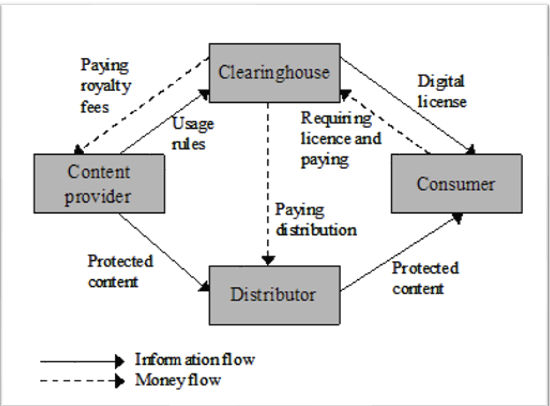 Paying
royalty
fees
Clearinghouse
Digital
license
Usage
rules
Requiring
licence and
paying
Content
provider
Consumer
Paying
distribution
Protected
content
Distributor
Protected
content
Information flow
Money flow